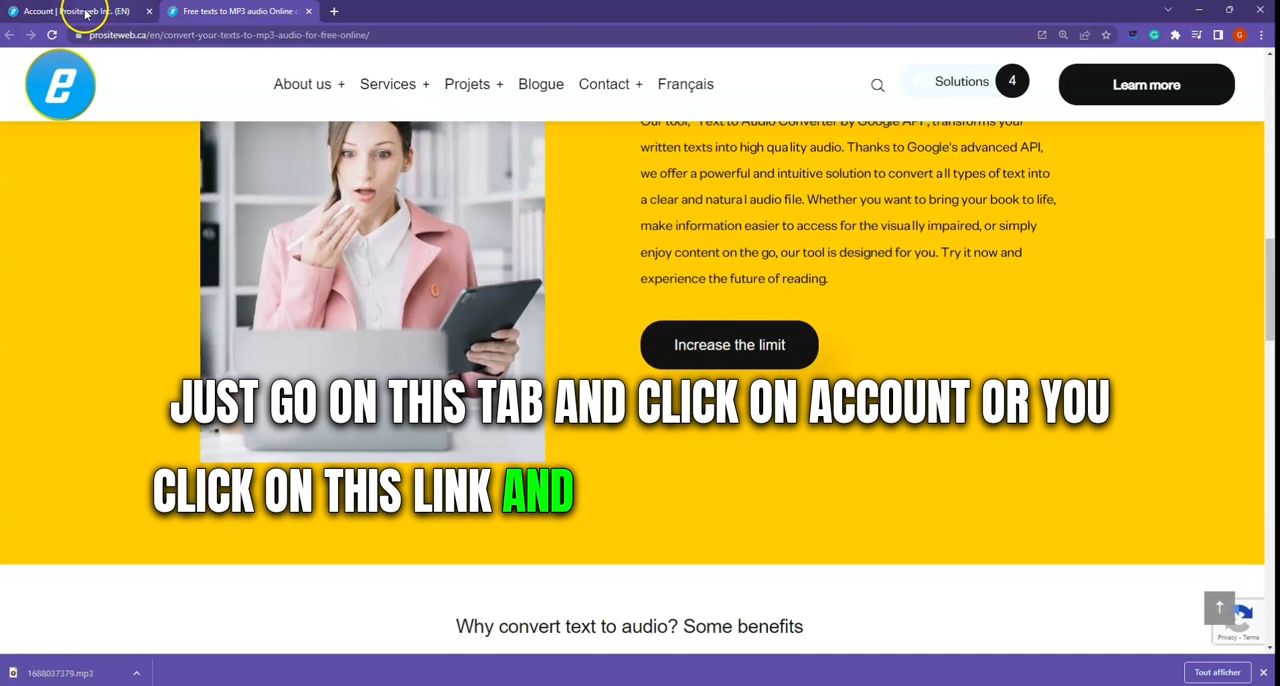 Account | Prositeweb Inc. (EN)
Free texts to MP3 audio Online
prositeweb.ca/en/convert-your-texts-to-mp3-audio-for-free-online/
G
e
About us +
Services +
Projets +
Blogue
Contact +
Français
Solutions 4
Learn more
Our tool, "Text to Audio Converter by Google API", transforms your
written texts into high quality audio. Thanks to Google's advanced API,
we offer a powerful and intuitive solution to convert all types of text into
a clear and natural audio file. Whether you want to bring your book to life,
make information easier to access for the visually impaired, or simply
enjoy content on the go, our tool is designed for you. Try it now and
experience the future of reading.
Increase the limit
JUST GO ON THIS TAB AND CLICK ON ACCOUNT OR YOU
CLICK ON THIS LINK AND
Why convert text to audio? Some benefits
Privacy - Terms
1688037379.mp3
Tout afficher